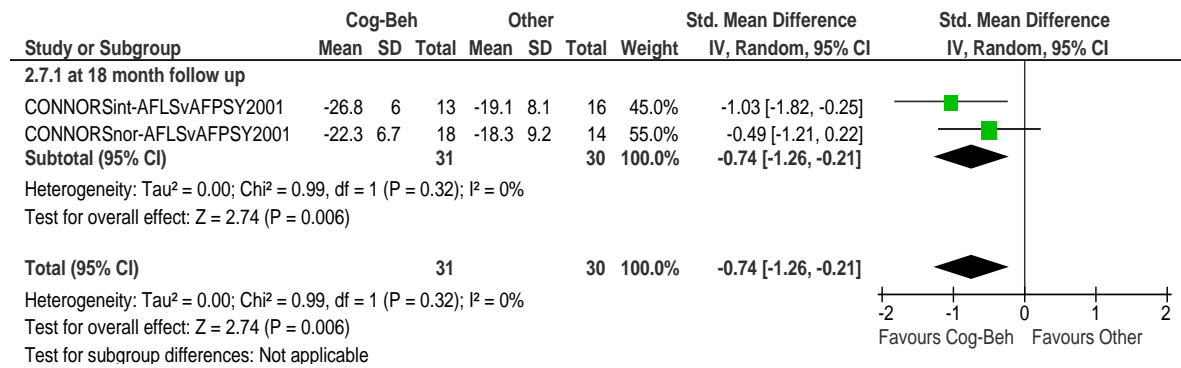 Cog-Beh Other Std. Mean Difference Std. Mean Difference
Study or Subgroup Mean SD Total Mean SD Total Weight IV, Random, 95% CI IV, Random, 95% CI
2.7.1 at 18 month follow up
CONNORSint-AFLSvAFPSY2001 -26.8 6 13 -19.1 8.1 16 45.0% -1.03 [-1.82, -0.25]
CONNORSnor-AFLSvAFPSY2001 -22.3 6.7 18 -18.3 9.2 14 55.0% -0.49 [-1.21, 0.22]
Subtotal (95% CI) 31 30 100.0% -0.74 [-1.26, -0.21]
Heterogeneity: Tau² = 0.00; Chi² = 0.99, df = 1 (P = 0.32); I² = 0%
Test for overall effect: Z = 2.74 (P = 0.006)
Total (95% CI) 31 30 100.0% -0.74 [-1.26, -0.21]
Heterogeneity: Tau² = 0.00; Chi² = 0.99, df = 1 (P = 0.32); I² = 0%
Test for overall effect: Z = 2.74 (P = 0.006)
Test for subgroup differences: Not applicable
-2 -1 0 1 2
Favours Cog-Beh Favours Other